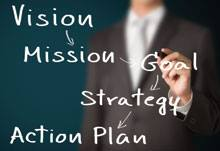 Vision
Mission Goal
Strategy
Action Plan